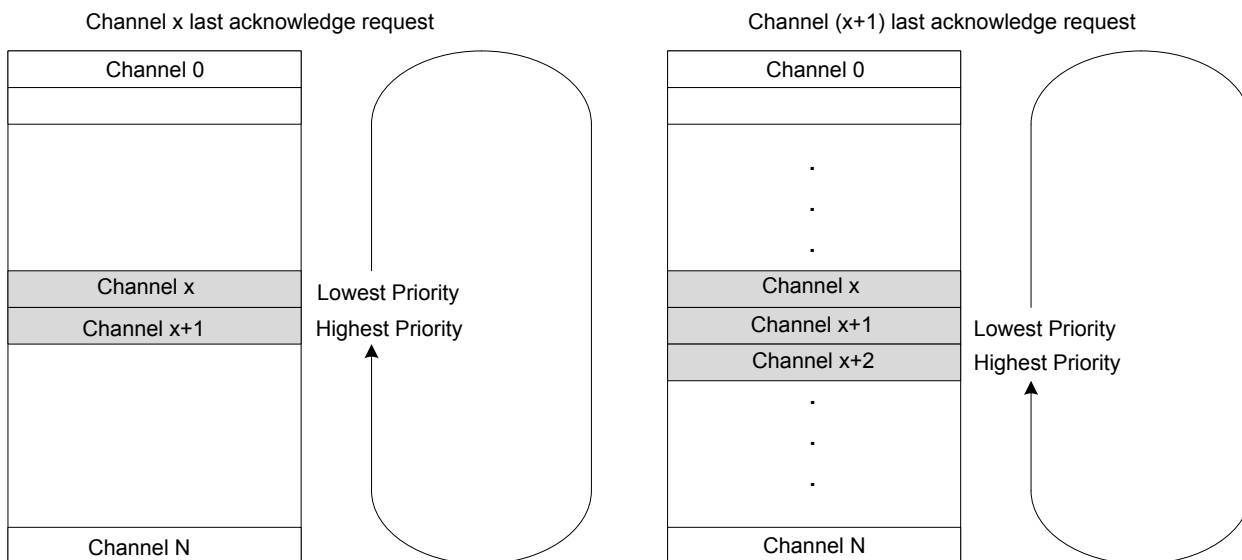 Channel x last acknowledge request
Channel 0
Channel x
Lowest Priority
Channel x+1
Highest Priority
Channel N
Channel (x+1) last acknowledge request
Channel 0
.
.
.
Channel x
Channel x+1
Lowest Priority
Channel x+2
Highest Priority
.
.
.
Channel N